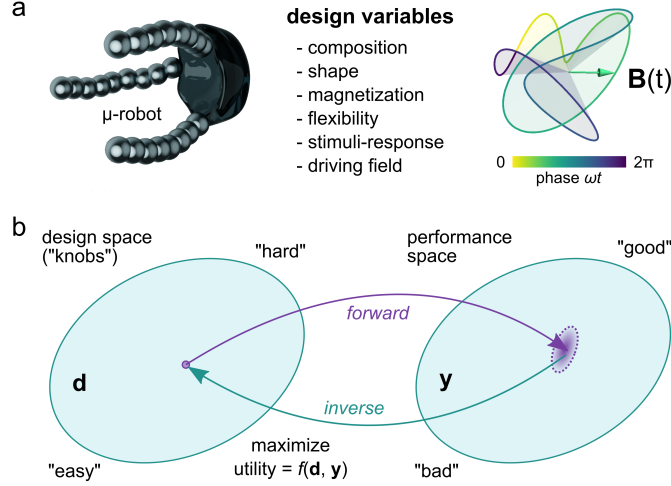 a
design variables
- composition
- shape
- magnetization
- flexibility
- stimuli-response
- driving field
μ-robot
B(t)
0
2π
phase ωt
b
design space
("knobs")
"hard"
performance
space
"good"
forward
d
y
inverse
maximize
utility = f(d, y)
"easy"
"bad"